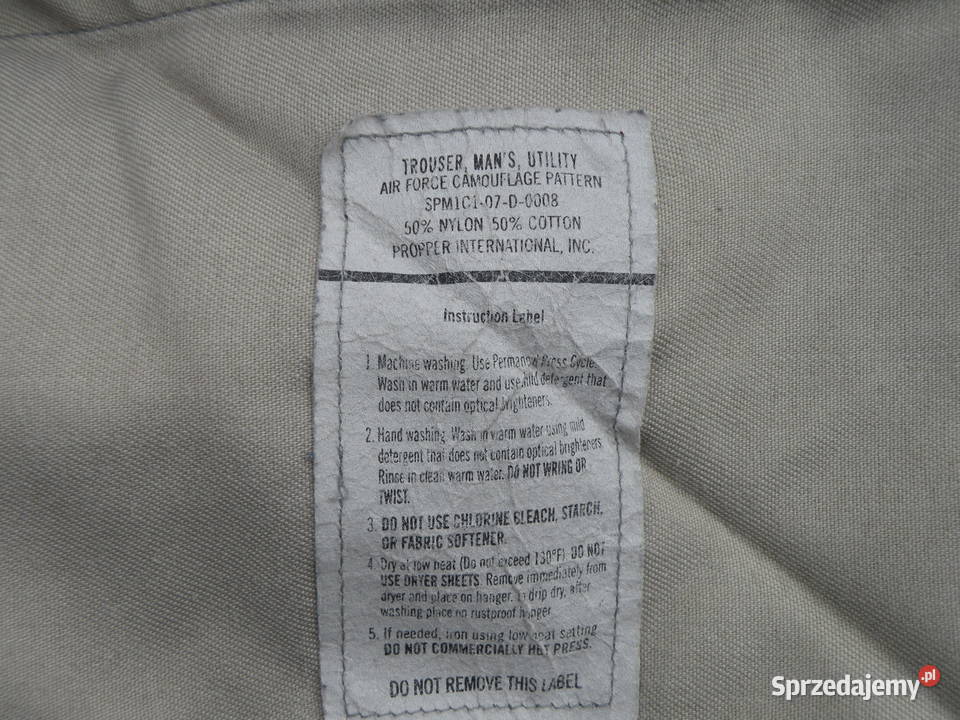 TROUSER, MAN'S, UTILITY
AIR FORCE CAMOUFLAGE PATTERN
SPM1C1-07-D-0008
50% NYLON 50% COTTON
PROPPER INTERNATIONAL, INC.
Instruction Label
1. Machine washing. Use Permanent Press Cycle.
Wash in warm water and use mild detergent that
does not contain optical brighteners.
2. Hand washing. Wash in warm water using mild
detergent that does not contain optical brighteners.
Rinse in clean warm water. DO NOT WRING OR
TWIST.
3. DO NOT USE CHLORINE BLEACH, STARCH,
OR FABRIC SOFTENER.
4. Dry at low heat (Do not exceed 130°F). DO NOT
USE DRYER SHEETS. Remove immediately from
dryer and place on hanger. To drip dry, after
washing place on rustproof hanger.
5. If needed, iron using low heat setting
DO NOT COMMERCIALLY HOT PRESS.
DO NOT REMOVE THIS LABEL
Sprzedajemy.pl